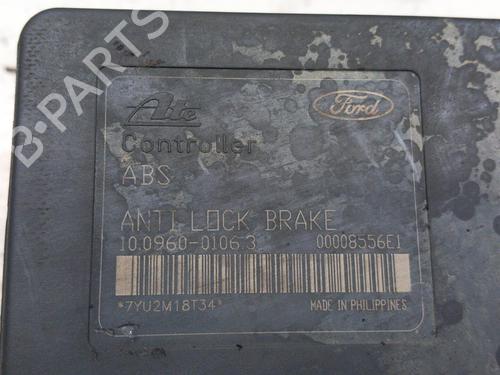 B·PARTS
Ate
Ford
Controller
ABS
ANTI LOCK BRAKE
10.0960-0106.3 00008556E1
*7YU2M18T34*
MADE IN PHILIPPINES